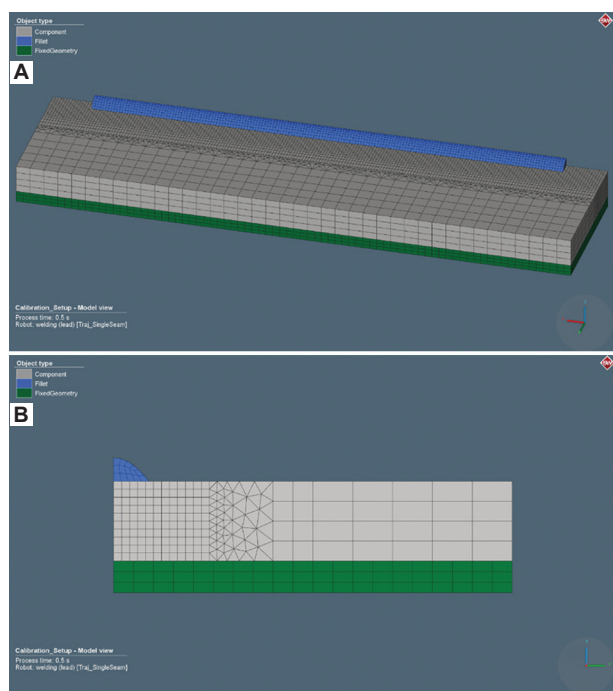 Object type
Component
Fillet
FixedGeometry
A
Calibration_Setup - Model view
Process time: 0.5 s
Robot: welding (lead) [Traj_SingleSeam]
Object type
Component
Fillet
FixedGeometry
B
Calibration_Setup - Model view
Process time: 0.5 s
Robot: welding (lead) [Traj_SingleSeam]